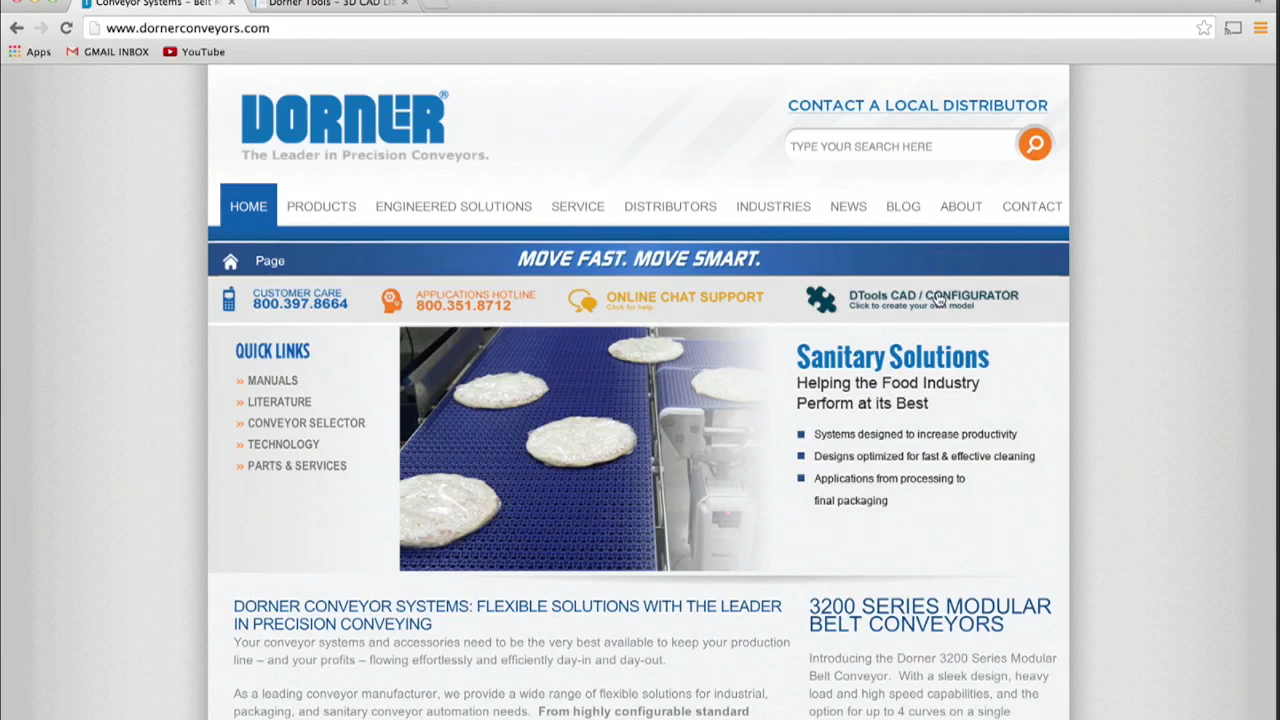 Conveyor Systems – Belt M
Dorner Tools – 3D CAD Li
www.dornerconveyors.com
Apps
GMAIL INBOX
YouTube
DORNER®
The Leader in Precision Conveyors.
CONTACT A LOCAL DISTRIBUTOR
TYPE YOUR SEARCH HERE
HOME PRODUCTS ENGINEERED SOLUTIONS SERVICE DISTRIBUTORS INDUSTRIES NEWS BLOG ABOUT CONTACT
Page
MOVE FAST. MOVE SMART.
CUSTOMER CARE
800.397.8664
APPLICATIONS HOTLINE
800.351.8712
ONLINE CHAT SUPPORT
Click for help
DTools CAD / CONFIGURATOR
Click to create your own model
QUICK LINKS
» MANUALS
» LITERATURE
» CONVEYOR SELECTOR
» TECHNOLOGY
» PARTS & SERVICES
Sanitary Solutions
Helping the Food Industry
Perform at its Best
Systems designed to increase productivity
Designs optimized for fast & effective cleaning
Applications from processing to
final packaging
DORNER CONVEYOR SYSTEMS: FLEXIBLE SOLUTIONS WITH THE LEADER
IN PRECISION CONVEYING
Your conveyor systems and accessories need to be the very best available to keep your production
line – and your profits – flowing effortlessly and efficiently day-in and day-out.
As a leading conveyor manufacturer, we provide a wide range of flexible solutions for industrial,
packaging, and sanitary conveyor automation needs. From highly configurable standard
3200 SERIES MODULAR
BELT CONVEYORS
Introducing the Dorner 3200 Series Modular
Belt Conveyor. With a sleek design, heavy
load and high speed capabilities, and the
option for up to 4 curves on a single